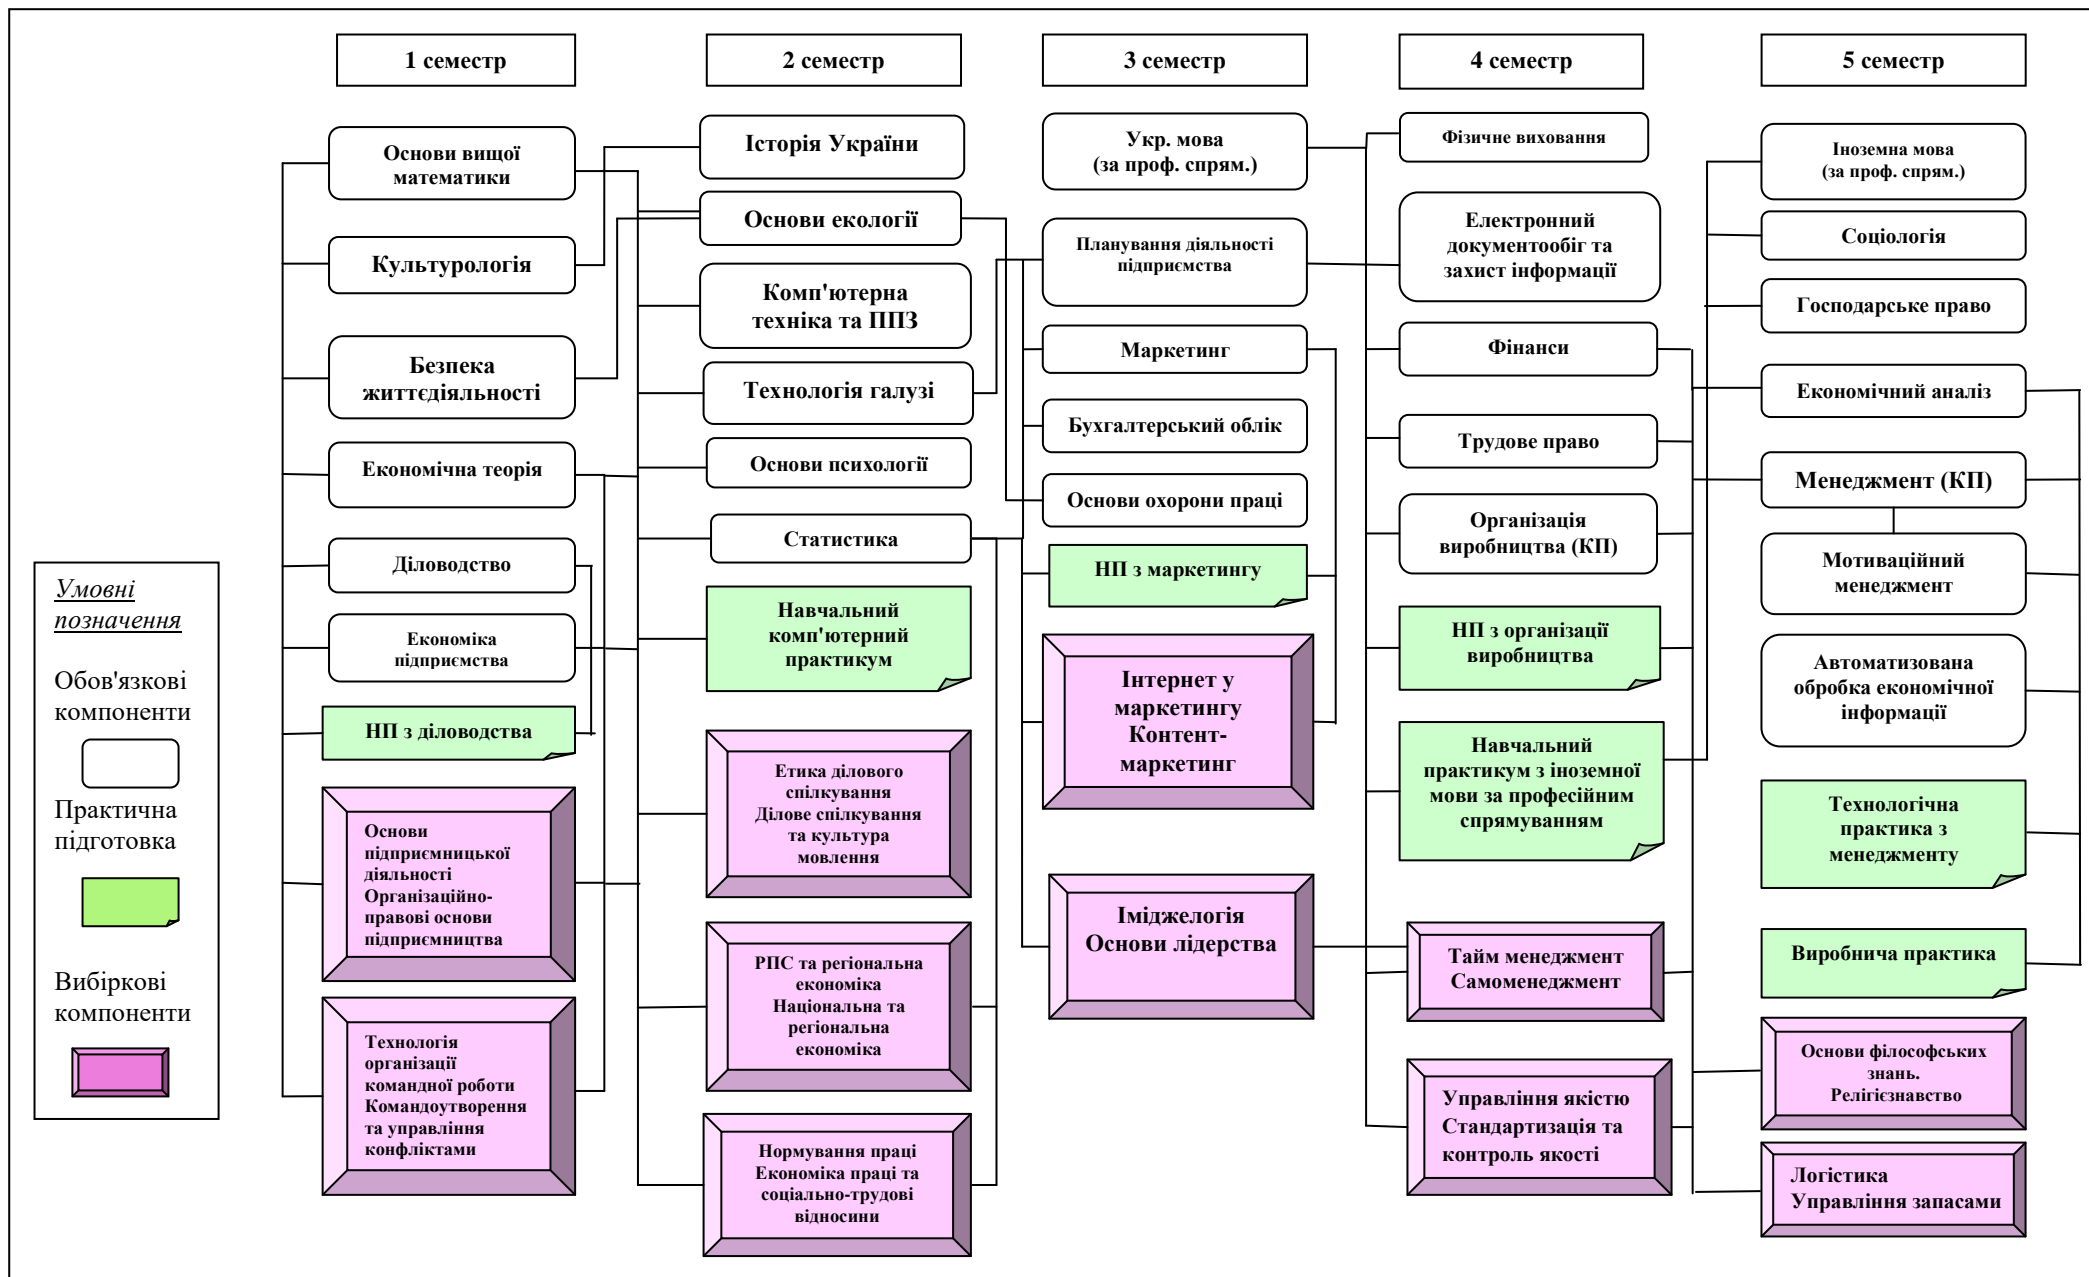 1 семестр
2 семестр
3 семестр
4 семестр
5 семестр
Основи вищої
математики
Культурологія
Безпека
життєдіяльності
Економічна теорія
Діловодство
Економіка
підприємства
НП з діловодства
Основи
підприємницької
діяльності
Організаційно-
правові основи
підприємництва
Технологія
організації
командної роботи
Командоутворення
та управління
конфліктами
Історія України
Основи екології
Комп'ютерна
техніка та ППЗ
Технологія галузі
Основи психології
Статистика
Навчальний
комп'ютерний
практикум
Етика ділового
спілкування
Ділове спілкування
та культура
мовлення
РПС та регіональна
економіка
Національна та
регіональна
економіка
Нормування праці
Економіка праці та
соціально-трудові
відносини
Укр. мова
(за проф. спрям.)
Планування діяльності
підприємства
Маркетинг
Бухгалтерський облік
Основи охорони праці
НП з маркетингу
Інтернет у
маркетингу
Контент-
маркетинг
Іміджелогія
Основи лідерства
Фізичне виховання
Електронний
документообіг та
захист інформації
Фінанси
Трудове право
Організація
виробництва (КП)
НП з організації
виробництва
Навчальний
практикум з іноземної
мови за професійним
спрямуванням
Тайм менеджмент
Самоменеджмент
Управління якістю
Стандартизація та
контроль якості
Іноземна мова
(за проф. спрям.)
Соціологія
Господарське право
Економічний аналіз
Менеджмент (КП)
Мотиваційний
менеджмент
Автоматизована
обробка економічної
інформації
Технологічна
практика з
менеджменту
Виробнича практика
Основи філософських
знань.
Релігієзнавство
Логістика
Управління запасами
Умовні
позначення
Обов'язкові
компоненти
Практична
підготовка
Вибіркові
компоненти